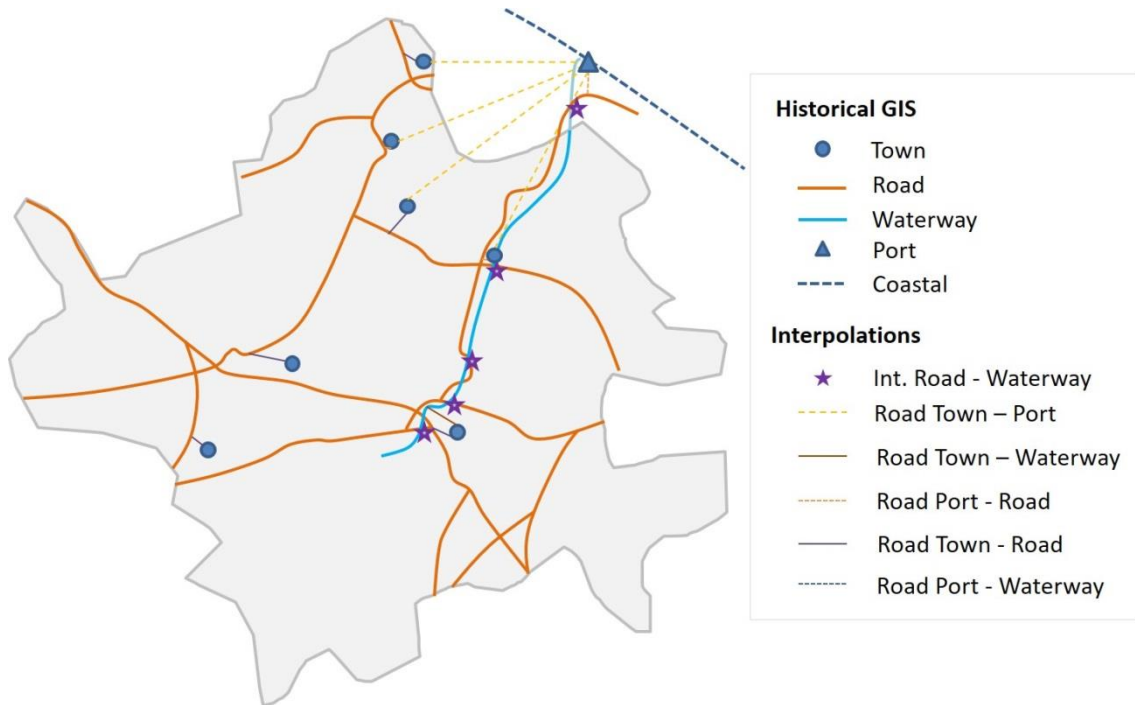 Historical GIS
Town
Road
Waterway
Port
Coastal
Interpolations
Int. Road - Waterway
Road Town – Port
Road Town – Waterway
Road Port - Road
Road Town - Road
Road Port - Waterway